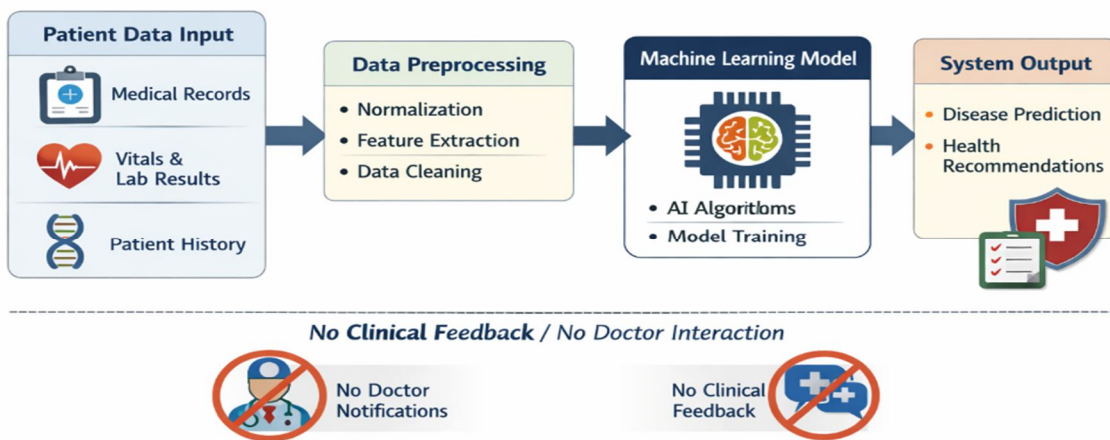 Patient Data Input
Medical Records
Vitals &
Lab Results
Patient History
Data Preprocessing
• Normalization
• Feature Extraction
• Data Cleaning
Machine Learning Model
• AI Algorithms
• Model Training
System Output
• Disease Prediction
• Health
Recommendations
No Clinical Feedback / No Doctor Interaction
No Doctor
Notifications
No Clinical
Feedback